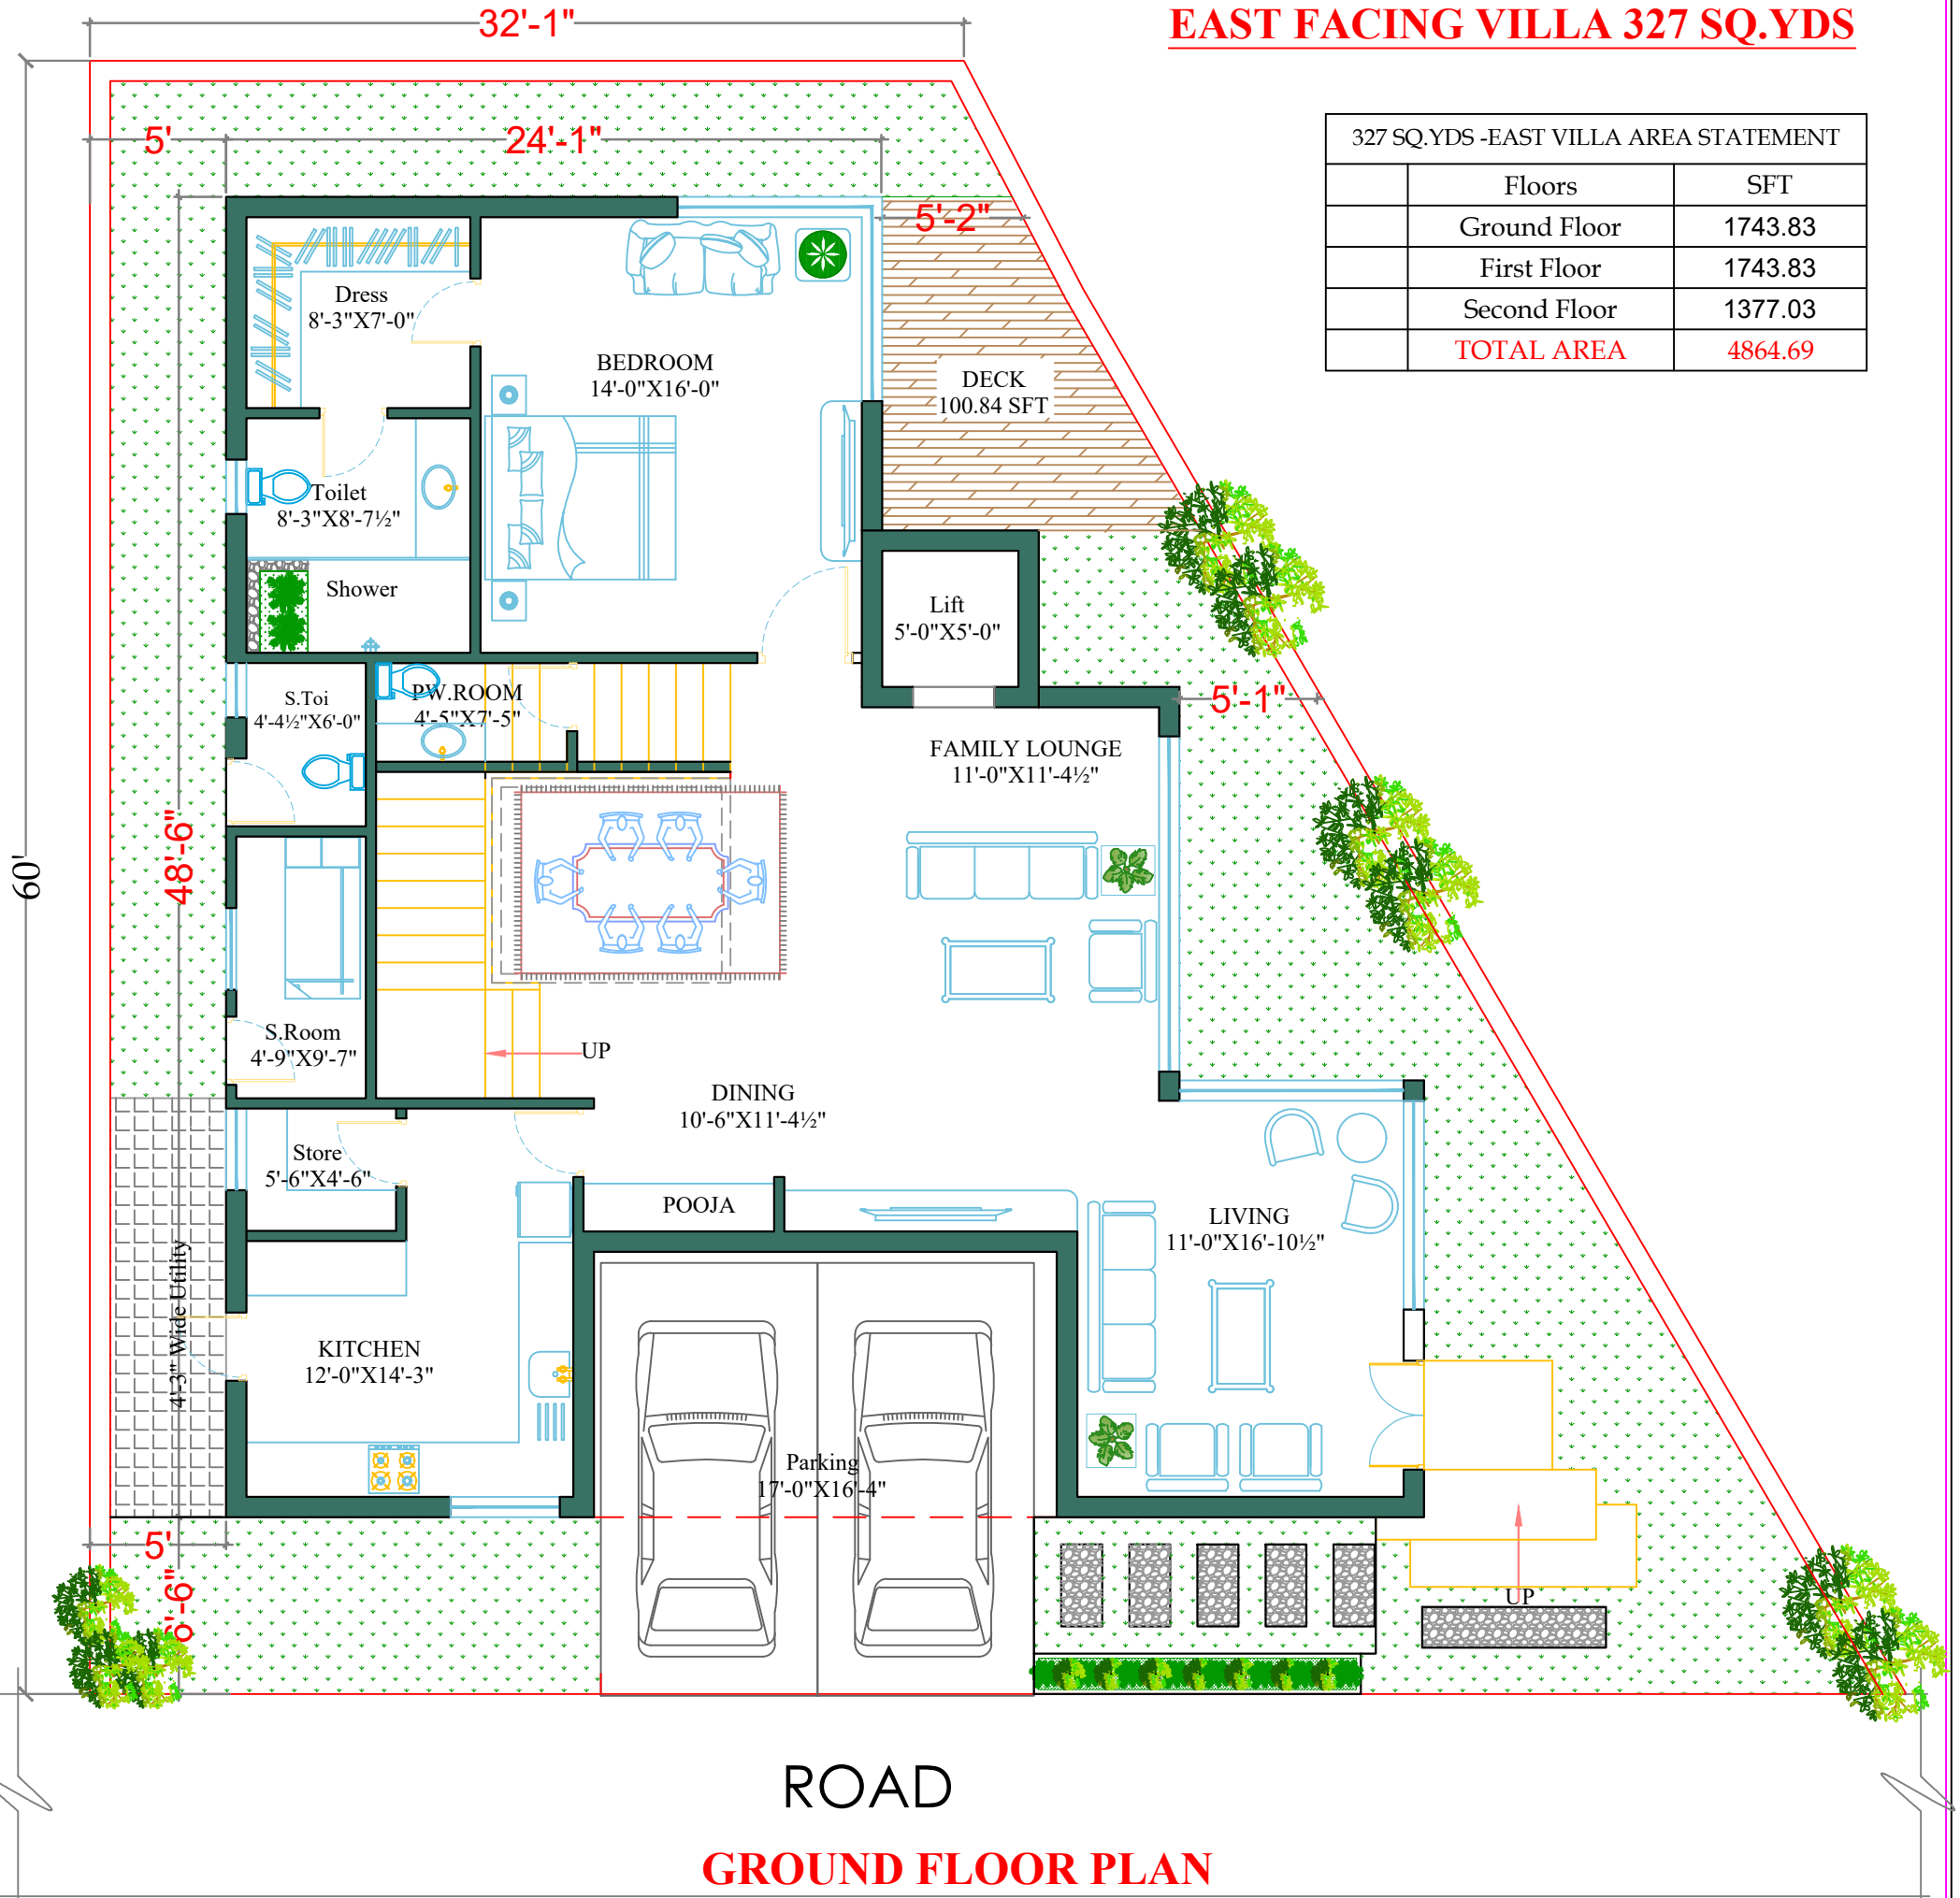 32'-1"
EAST FACING VILLA 327 SQ.YDS
327 SQ.YDS -EAST VILLA AREA STATEMENT
Floors SFT
Ground Floor 1743.83
First Floor 1743.83
Second Floor 1377.03
TOTAL AREA 4864.69
5'
24'-1"
5'-2"
Dress
8'-3"X7'-0"
BEDROOM
14'-0"X16'-0"
DECK
100.84 SFT
Toilet
8'-3"X8'-7½"
Shower
Lift
5'-0"X5'-0"
S.Toi
4'-4½"X6'-0"
PW.ROOM
4'-5"X7'-5"
5'-1"
FAMILY LOUNGE
11'-0"X11'-4½"
60'
48'-6"
S.Room
4'-9"X9'-7"
UP
DINING
10'-6"X11'-4½"
Store
5'-6"X4'-6"
POOJA
LIVING
11'-0"X16'-10½"
4'-3" Wide Utility
KITCHEN
12'-0"X14'-3"
Parking
17'-0"X16'-4"
5'
6'-6"
UP
ROAD
GROUND FLOOR PLAN